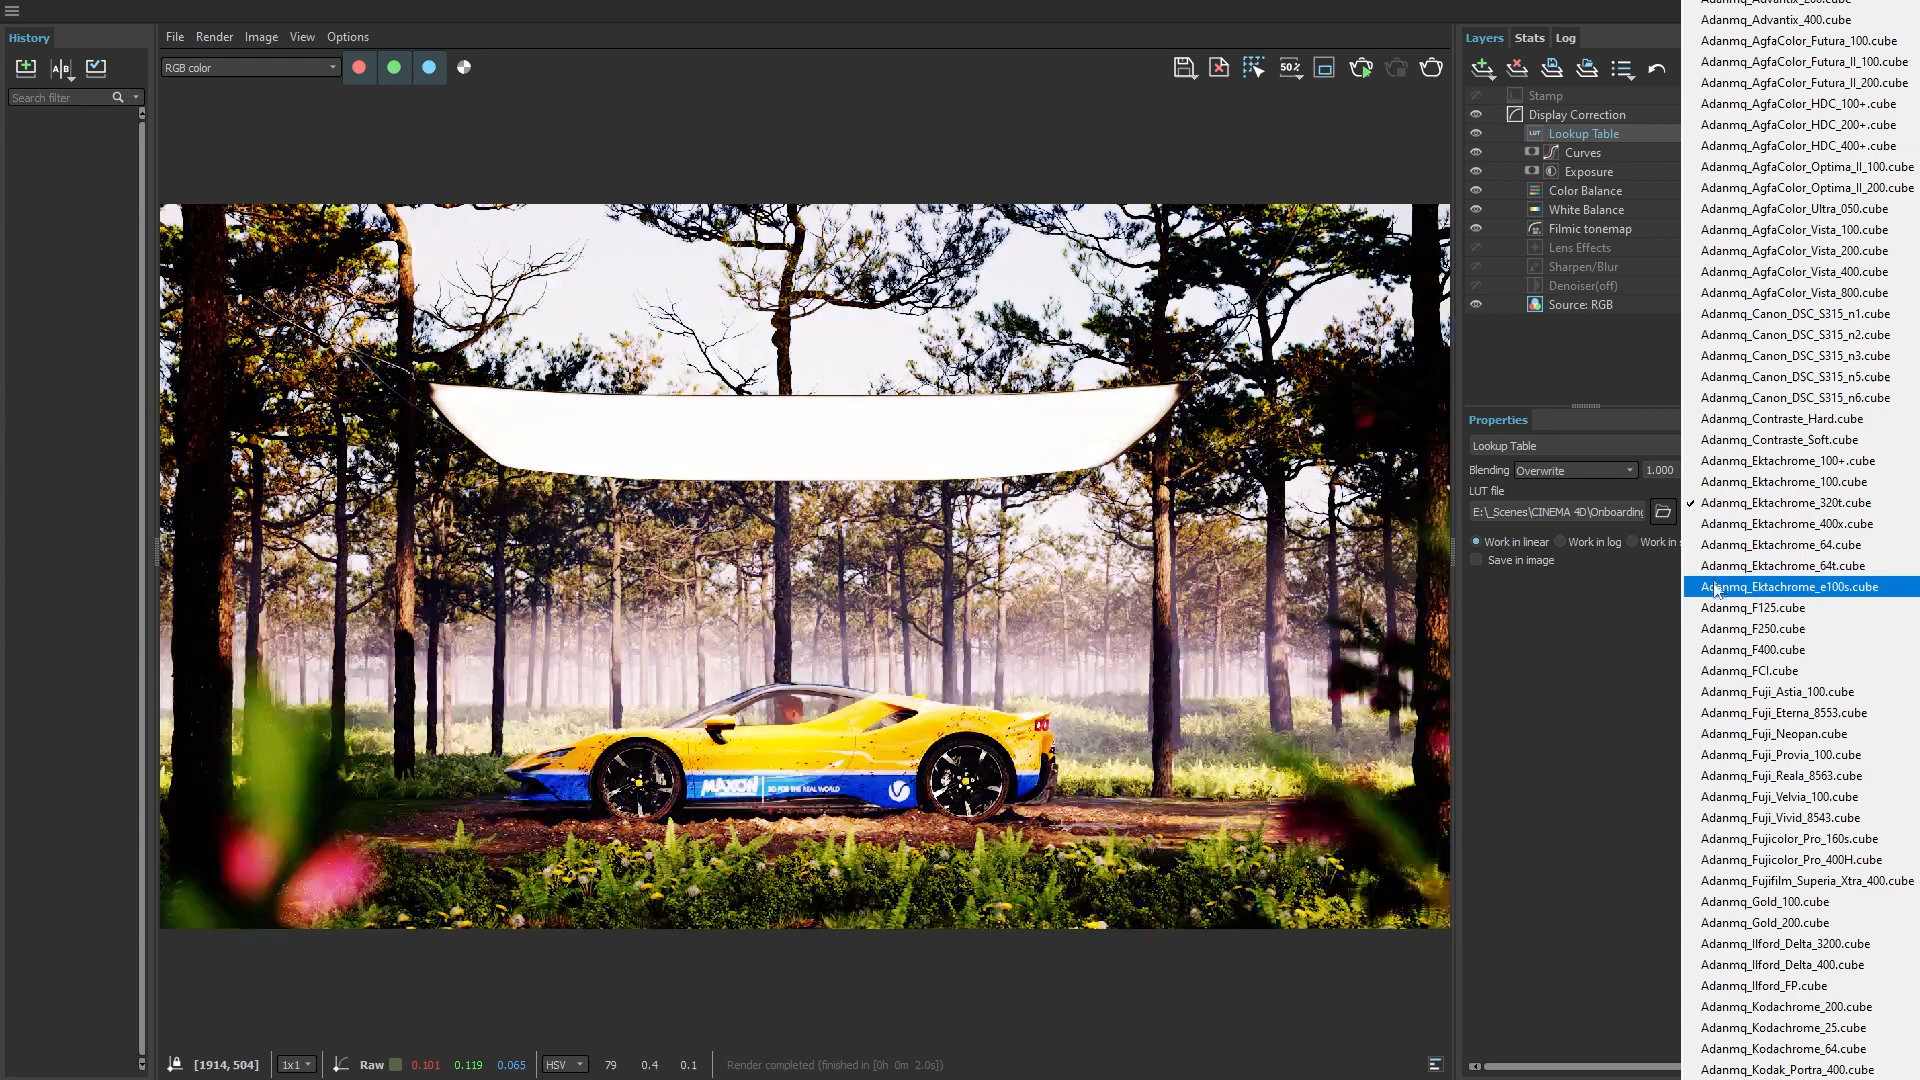 History
Search filter
File Render Image View Options
RGB color
50%
MAXON 3D FOR THE REAL WORLD
[1914, 504] 1x1 Raw 0.101 0.119 0.065 HSV 79 0.4 0.1 Render completed (finished in [0h 0m 2.0s])
Layers Stats Log
Stamp
Display Correction
LUT Lookup Table
Curves
Exposure
Color Balance
White Balance
Filmic tonemap
Lens Effects
Sharpen/Blur
Denoiser(off)
Source: RGB
Properties
Lookup Table
Blending Overwrite 1.000
LUT file
E:\_Scenes\CINEMA 4D\Onboarding
Work in linear Work in log Work in
Save in image
Adanmq_Advantix_200.cube
Adanmq_Advantix_400.cube
Adanmq_AgfaColor_Futura_100.cube
Adanmq_AgfaColor_Futura_II_100.cube
Adanmq_AgfaColor_Futura_II_200.cube
Adanmq_AgfaColor_HDC_100+.cube
Adanmq_AgfaColor_HDC_200+.cube
Adanmq_AgfaColor_HDC_400+.cube
Adanmq_AgfaColor_Optima_II_100.cube
Adanmq_AgfaColor_Optima_II_200.cube
Adanmq_AgfaColor_Ultra_050.cube
Adanmq_AgfaColor_Vista_100.cube
Adanmq_AgfaColor_Vista_200.cube
Adanmq_AgfaColor_Vista_400.cube
Adanmq_AgfaColor_Vista_800.cube
Adanmq_Canon_DSC_S315_n1.cube
Adanmq_Canon_DSC_S315_n2.cube
Adanmq_Canon_DSC_S315_n3.cube
Adanmq_Canon_DSC_S315_n5.cube
Adanmq_Canon_DSC_S315_n6.cube
Adanmq_Contraste_Hard.cube
Adanmq_Contraste_Soft.cube
Adanmq_Ektachrome_100+.cube
Adanmq_Ektachrome_100.cube
Adanmq_Ektachrome_320t.cube
Adanmq_Ektachrome_400x.cube
Adanmq_Ektachrome_64.cube
Adanmq_Ektachrome_64t.cube
Adanmq_Ektachrome_e100s.cube
Adanmq_F125.cube
Adanmq_F250.cube
Adanmq_F400.cube
Adanmq_FCI.cube
Adanmq_Fuji_Astia_100.cube
Adanmq_Fuji_Eterna_8553.cube
Adanmq_Fuji_Neopan.cube
Adanmq_Fuji_Provia_100.cube
Adanmq_Fuji_Reala_8563.cube
Adanmq_Fuji_Velvia_100.cube
Adanmq_Fuji_Vivid_8543.cube
Adanmq_Fujicolor_Pro_160s.cube
Adanmq_Fujicolor_Pro_400H.cube
Adanmq_Fujifilm_Superia_Xtra_400.cube
Adanmq_Gold_100.cube
Adanmq_Gold_200.cube
Adanmq_Ilford_Delta_3200.cube
Adanmq_Ilford_Delta_400.cube
Adanmq_Ilford_FP.cube
Adanmq_Kodachrome_200.cube
Adanmq_Kodachrome_25.cube
Adanmq_Kodachrome_64.cube
Adanmq_Kodak_Portra_400.cube